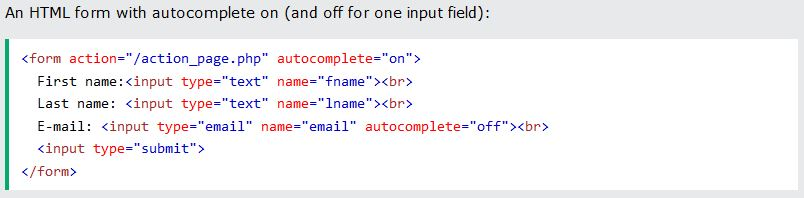 An HTML form with autocomplete on (and off for one input field):
<form action="/action_page.php" autocomplete="on">
First name:<input type="text" name="fname"><br>
Last name: <input type="text" name="lname"><br>
E-mail: <input type="email" name="email" autocomplete="off"><br>
<input type="submit">
</form>